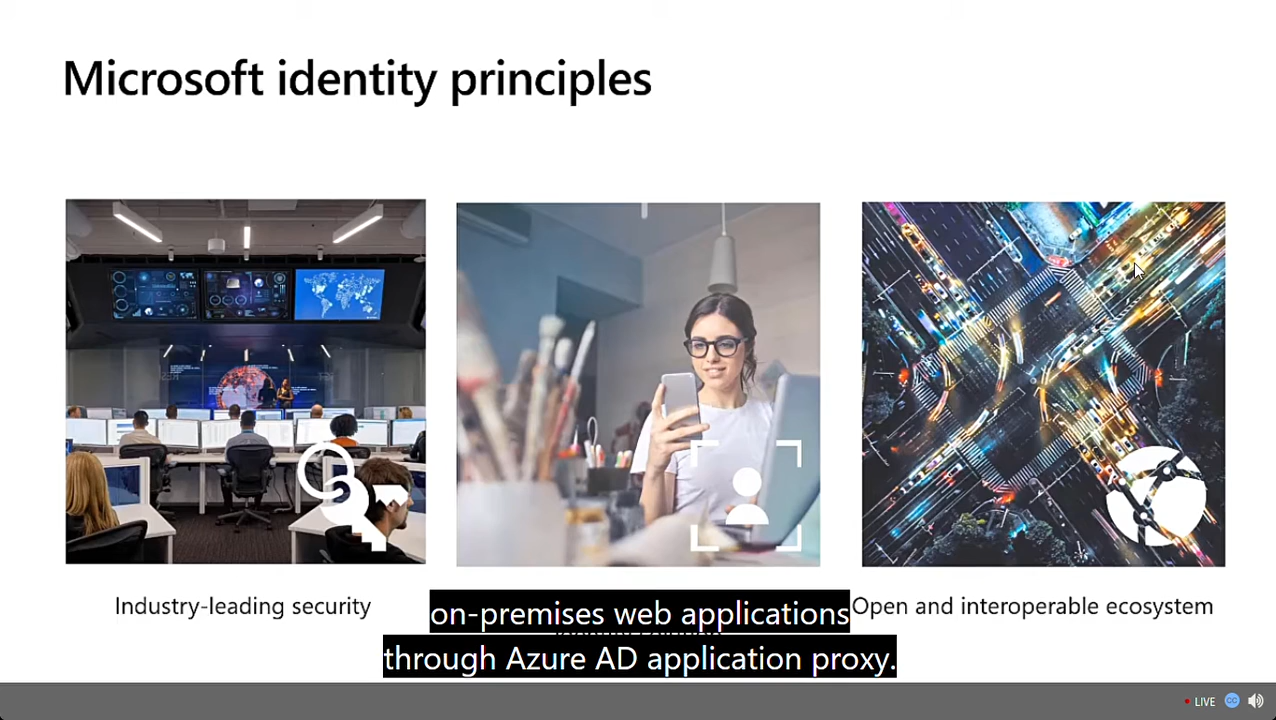 Microsoft identity principles
Industry-leading security
Open and interoperable ecosystem
on-premises web applications
through Azure AD application proxy.
LIVE
CC